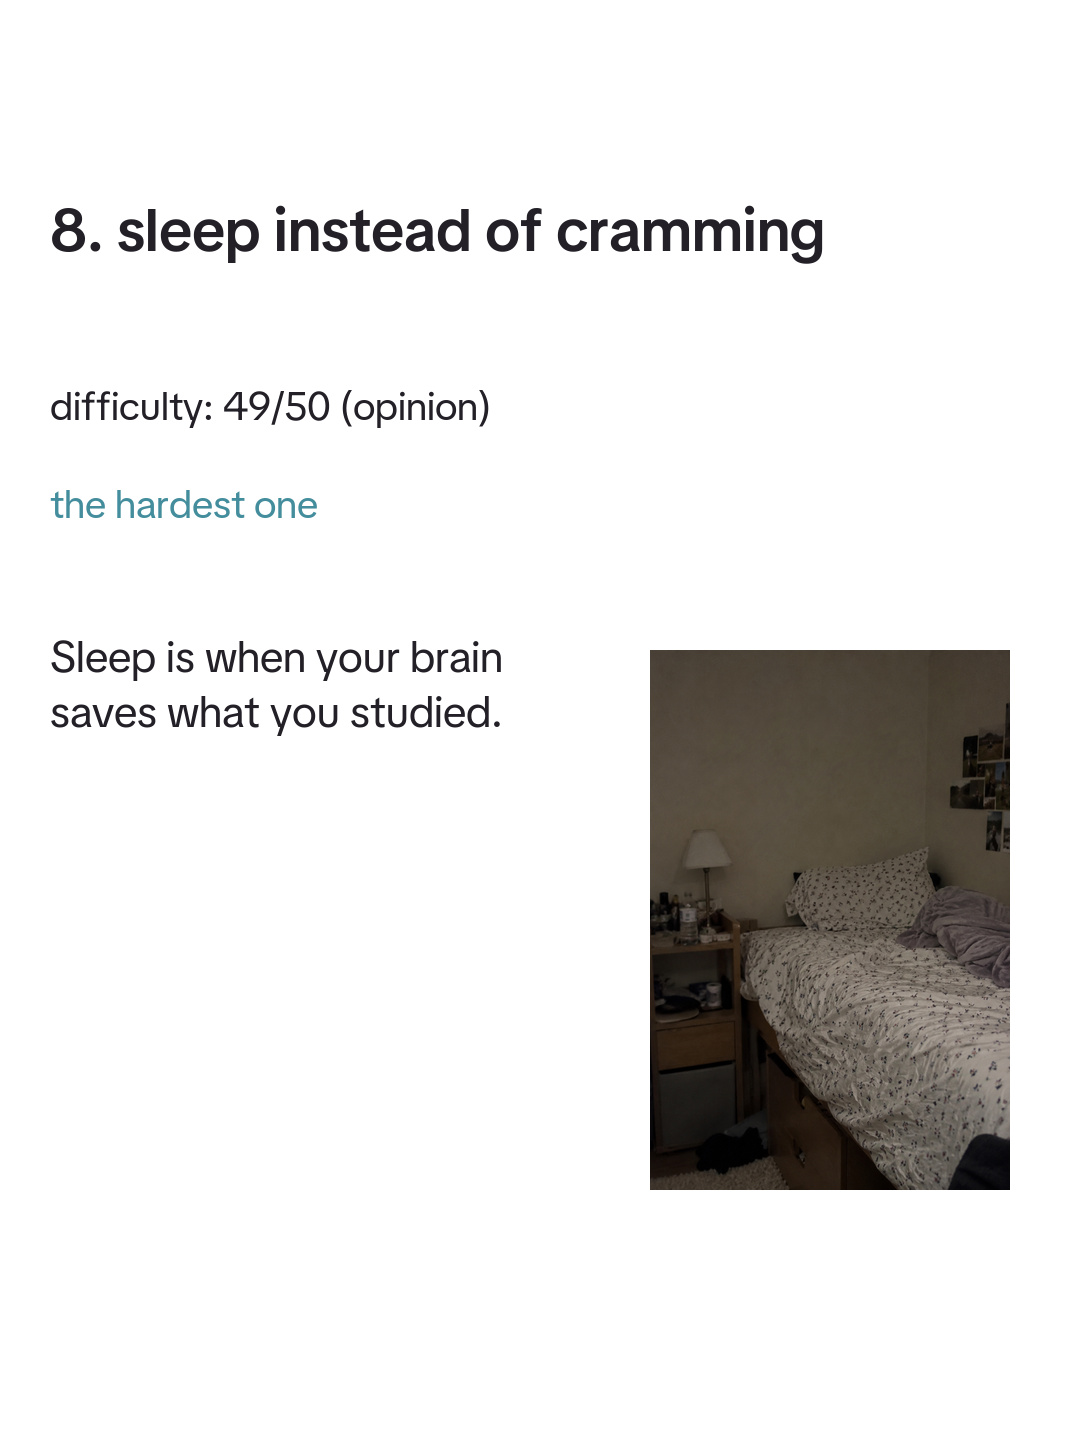 8. sleep instead of cramming
difficulty: 49/50 (opinion)
the hardest one
Sleep is when your brain
saves what you studied.